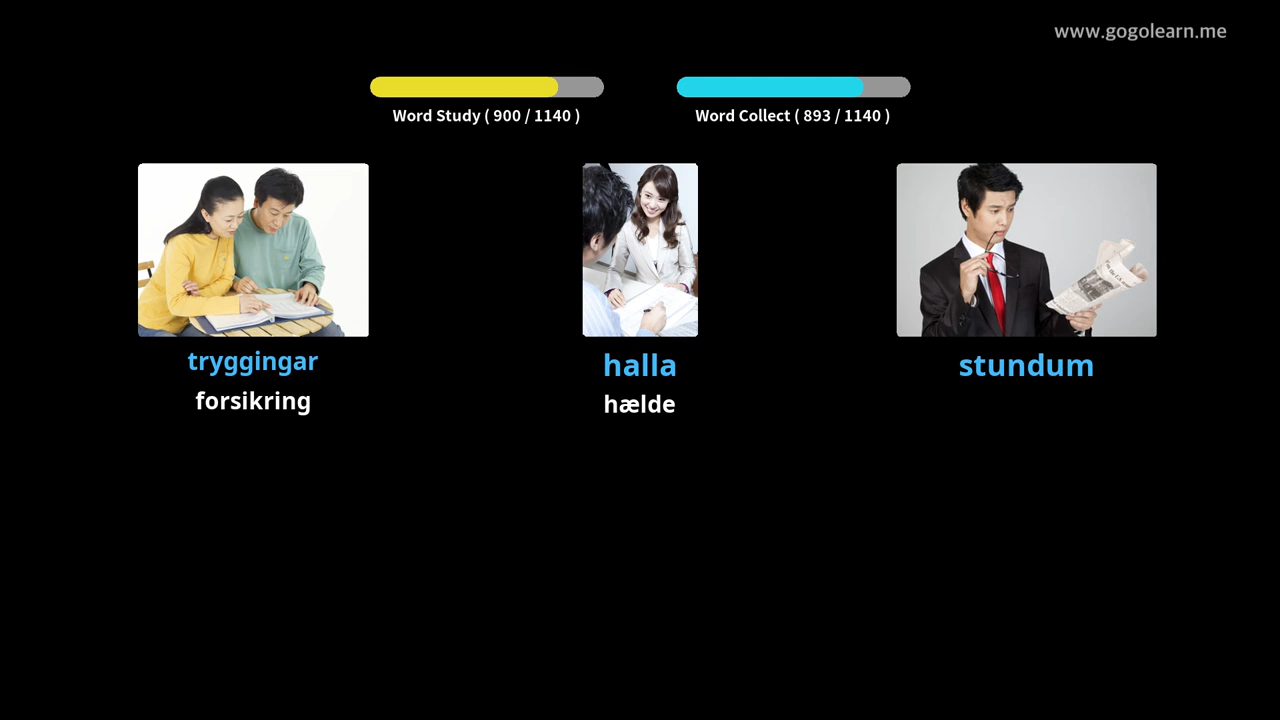 www.gogolearn.me
Word Study ( 900 / 1140 )
Word Collect ( 893 / 1140 )
tryggingar
forsikring
halla
hælde
stundum